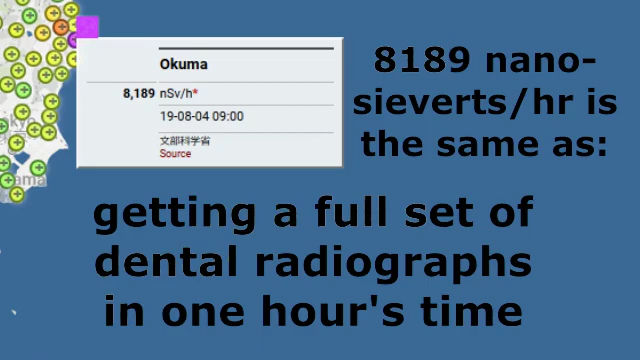 Okuma
8,189 nSv/h*
19-08-04 09:00
文部科学省
Source
8189 nano-
sieverts/hr is
the same as:
getting a full set of
dental radiographs
in one hour's time